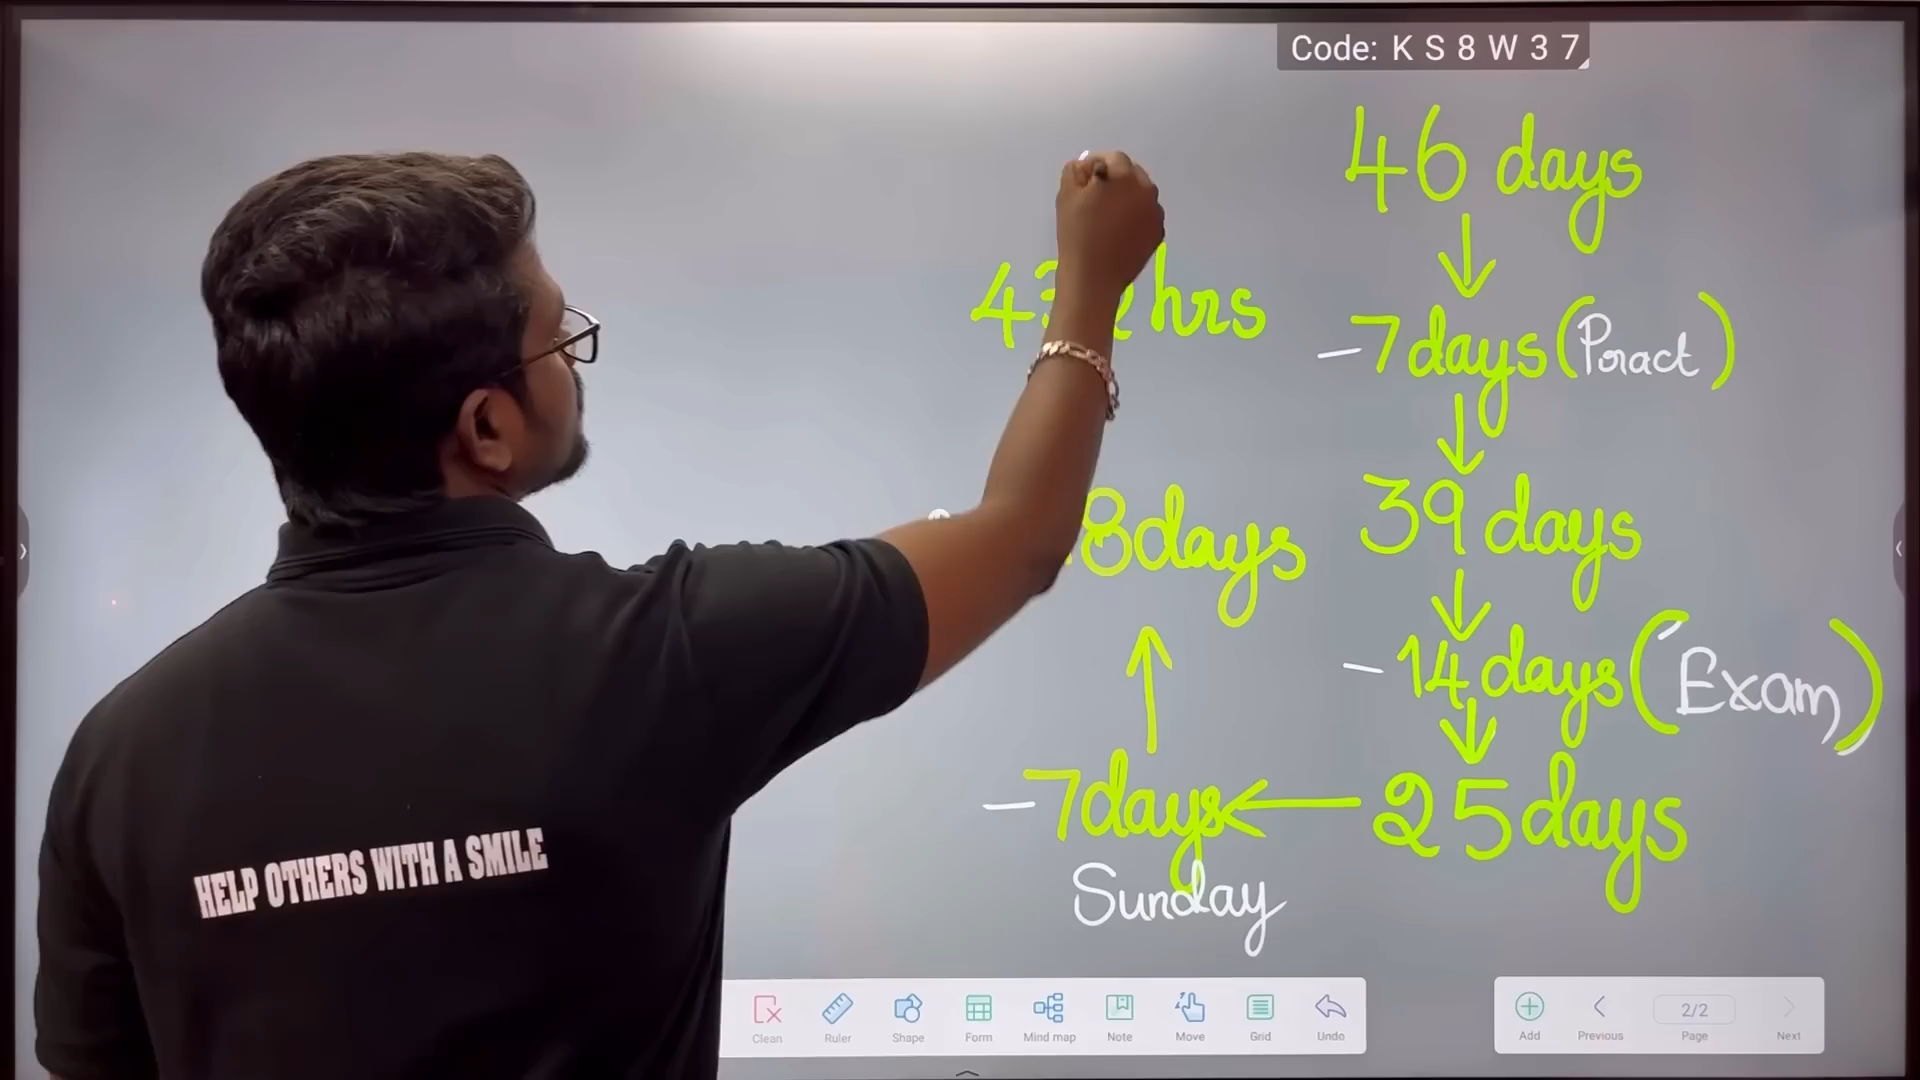 Code: K S 8 W 3 7
46 days
-7days (Pract)
39 days
-14 days (Exam)
25 days
-7days
Sunday
8days
hrs
HELP OTHERS WITH A SMILE
Clean Ruler Shape Form Mind map Note Move Grid Undo
Add Previous 2/2 Page Next